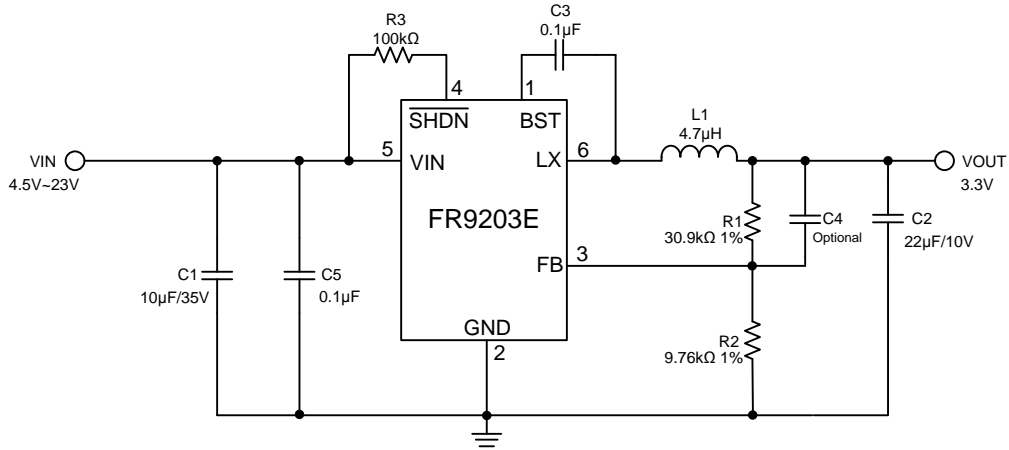 R3
100kΩ
C3
0.1μF
4
1
SHDN
BST
VIN
4.5V~23V
5
VIN
LX
6
L1
4.7μH
VOUT
3.3V
FR9203E
R1
30.9kΩ 1%
C4
Optional
C2
22μF/10V
FB
3
C1
10μF/35V
C5
0.1μF
GND
2
R2
9.76kΩ 1%